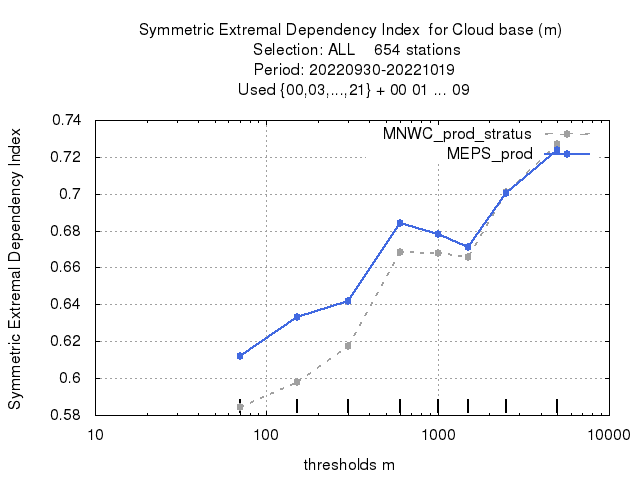 Symmetric Extremal Dependency Index  for Cloud base (m)
Selection: ALL    654 stations
Period: 20220930-20221019
Used {00,03,...,21} + 00 01 ... 09
Symmetric Extremal Dependency Index
0.74
0.72
0.7
0.68
0.66
0.64
0.62
0.6
0.58
MNWC_prod_stratus
MEPS_prod
10
100
1000
10000
thresholds m